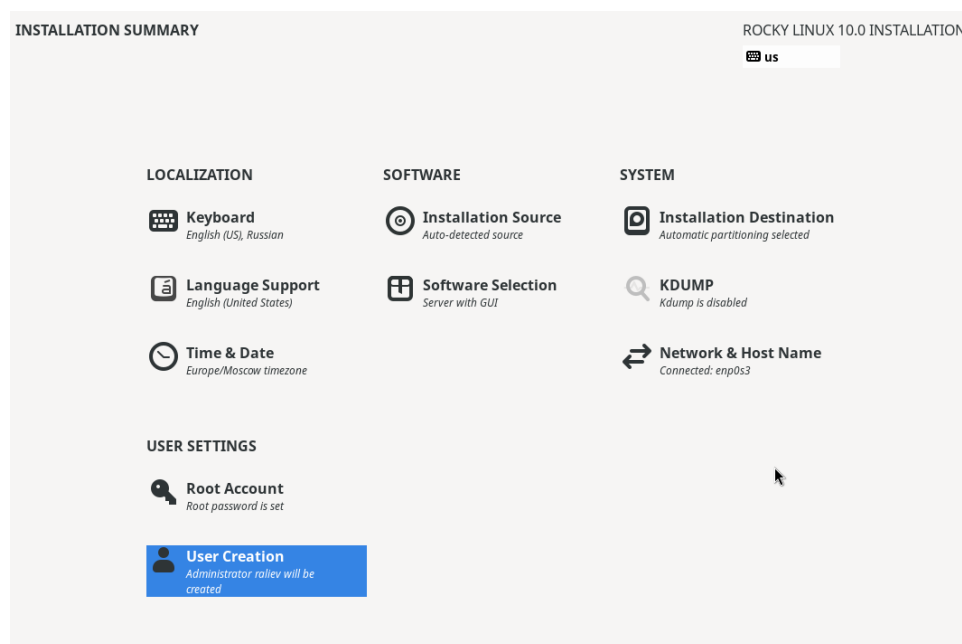 INSTALLATION SUMMARY
ROCKY LINUX 10.0 INSTALLATION
us
LOCALIZATION
Keyboard
English (US), Russian
Language Support
English (United States)
Time & Date
Europe/Moscow timezone
SOFTWARE
Installation Source
Auto-detected source
Software Selection
Server with GUI
SYSTEM
Installation Destination
Automatic partitioning selected
KDUMP
Kdump is disabled
Network & Host Name
Connected: enp0s3
USER SETTINGS
Root Account
Root password is set
User Creation
Administrator raliev will be
created